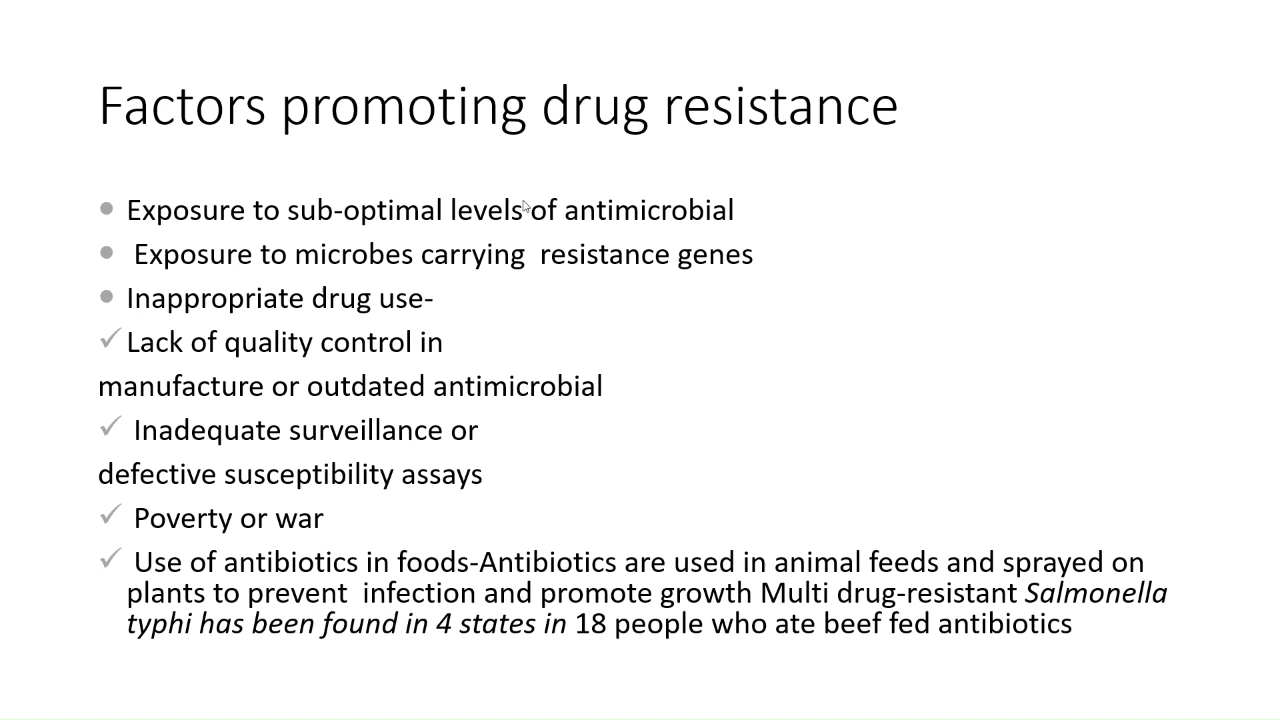 Factors promoting drug resistance
Exposure to sub-optimal levels of antimicrobial
Exposure to microbes carrying  resistance genes
Inappropriate drug use-
Lack of quality control in
manufacture or outdated antimicrobial
Inadequate surveillance or
defective susceptibility assays
Poverty or war
Use of antibiotics in foods-Antibiotics are used in animal feeds and sprayed on
plants to prevent  infection and promote growth Multi drug-resistant Salmonella
typhi has been found in 4 states in 18 people who ate beef fed antibiotics